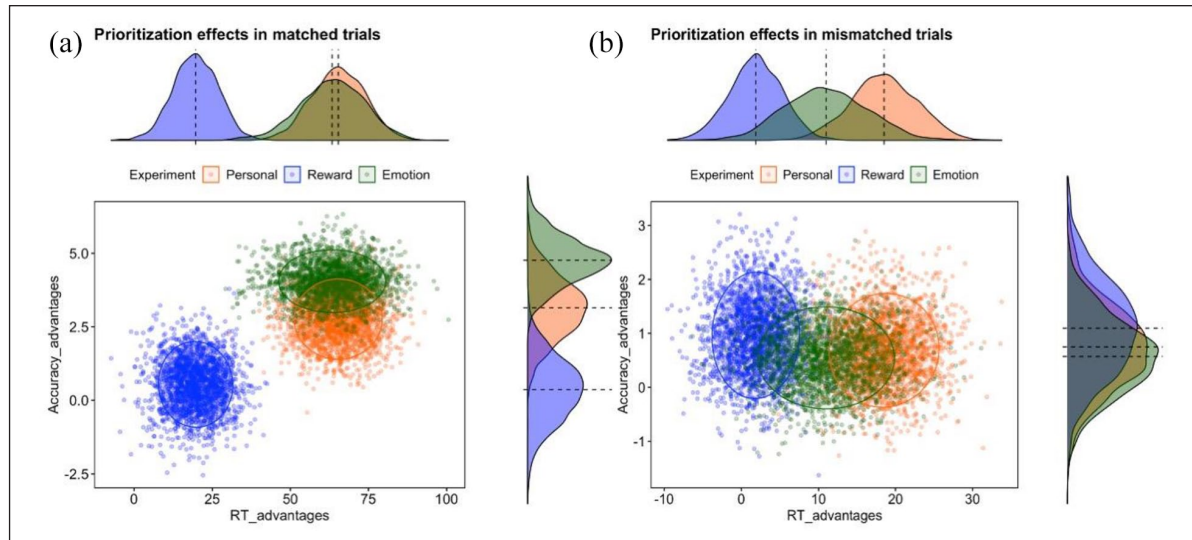 (a) Prioritization effects in matched trials
Experiment Personal Reward Emotion
Accuracy_advantages
5.0
2.5
0.0
-2.5
0 25 50 75 100
RT_advantages
(b) Prioritization effects in mismatched trials
Experiment Personal Reward Emotion
Accuracy_advantages
3
2
1
0
-1
-10 0 10 20 30
RT_advantages